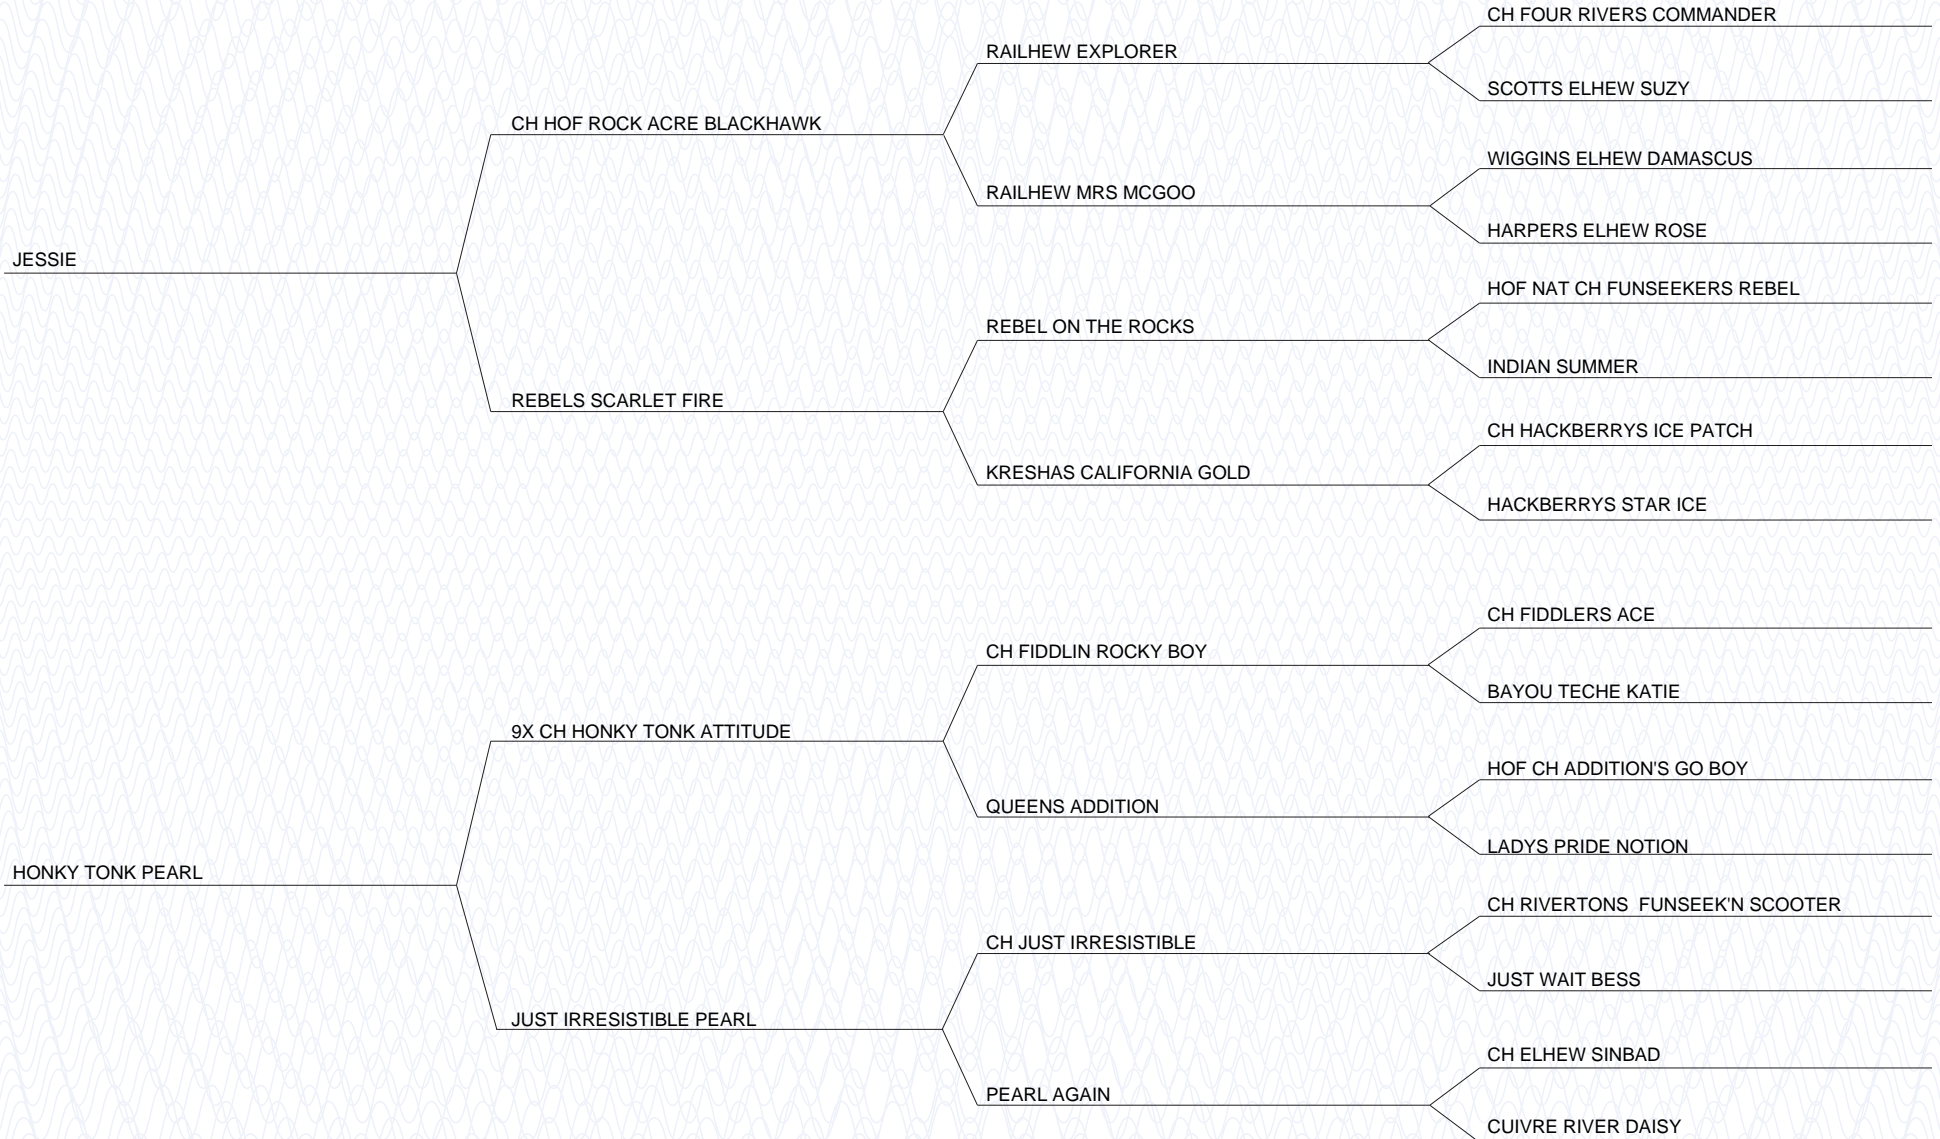 CH FOUR RIVERS COMMANDER
RAILHEW EXPLORER
SCOTTS ELHEW SUZY
CH HOF ROCK ACRE BLACKHAWK
WIGGINS ELHEW DAMASCUS
RAILHEW MRS MCGOO
HARPERS ELHEW ROSE
JESSIE
HOF NAT CH FUNSEEKERS REBEL
REBEL ON THE ROCKS
INDIAN SUMMER
REBELS SCARLET FIRE
CH HACKBERRYS ICE PATCH
KRESHAS CALIFORNIA GOLD
HACKBERRYS STAR ICE
CH FIDDLERS ACE
CH FIDDLIN ROCKY BOY
BAYOU TECHE KATIE
9X CH HONKY TONK ATTITUDE
HOF CH ADDITION'S GO BOY
QUEENS ADDITION
LADYS PRIDE NOTION
HONKY TONK PEARL
CH RIVERTONS  FUNSEEK'N SCOOTER
CH JUST IRRESISTIBLE
JUST WAIT BESS
JUST IRRESISTIBLE PEARL
CH ELHEW SINBAD
PEARL AGAIN
CUIVRE RIVER DAISY